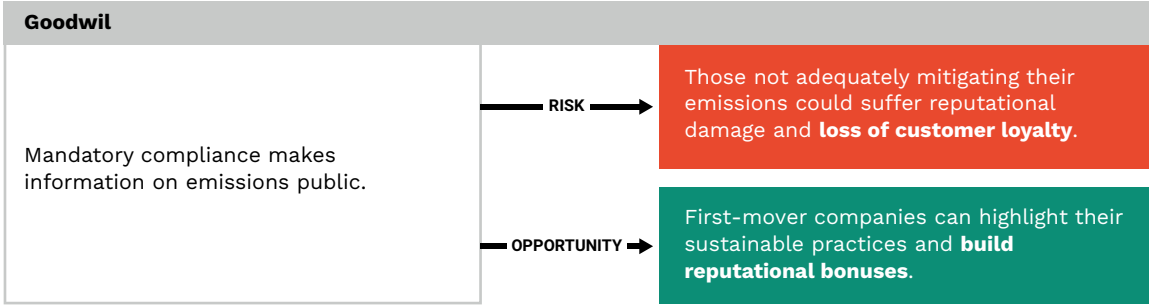 Goodwil
Mandatory compliance makes
information on emissions public.
RISK
Those not adequately mitigating their
emissions could suffer reputational
damage and loss of customer loyalty.
OPPORTUNITY
First-mover companies can highlight their
sustainable practices and build
reputational bonuses.